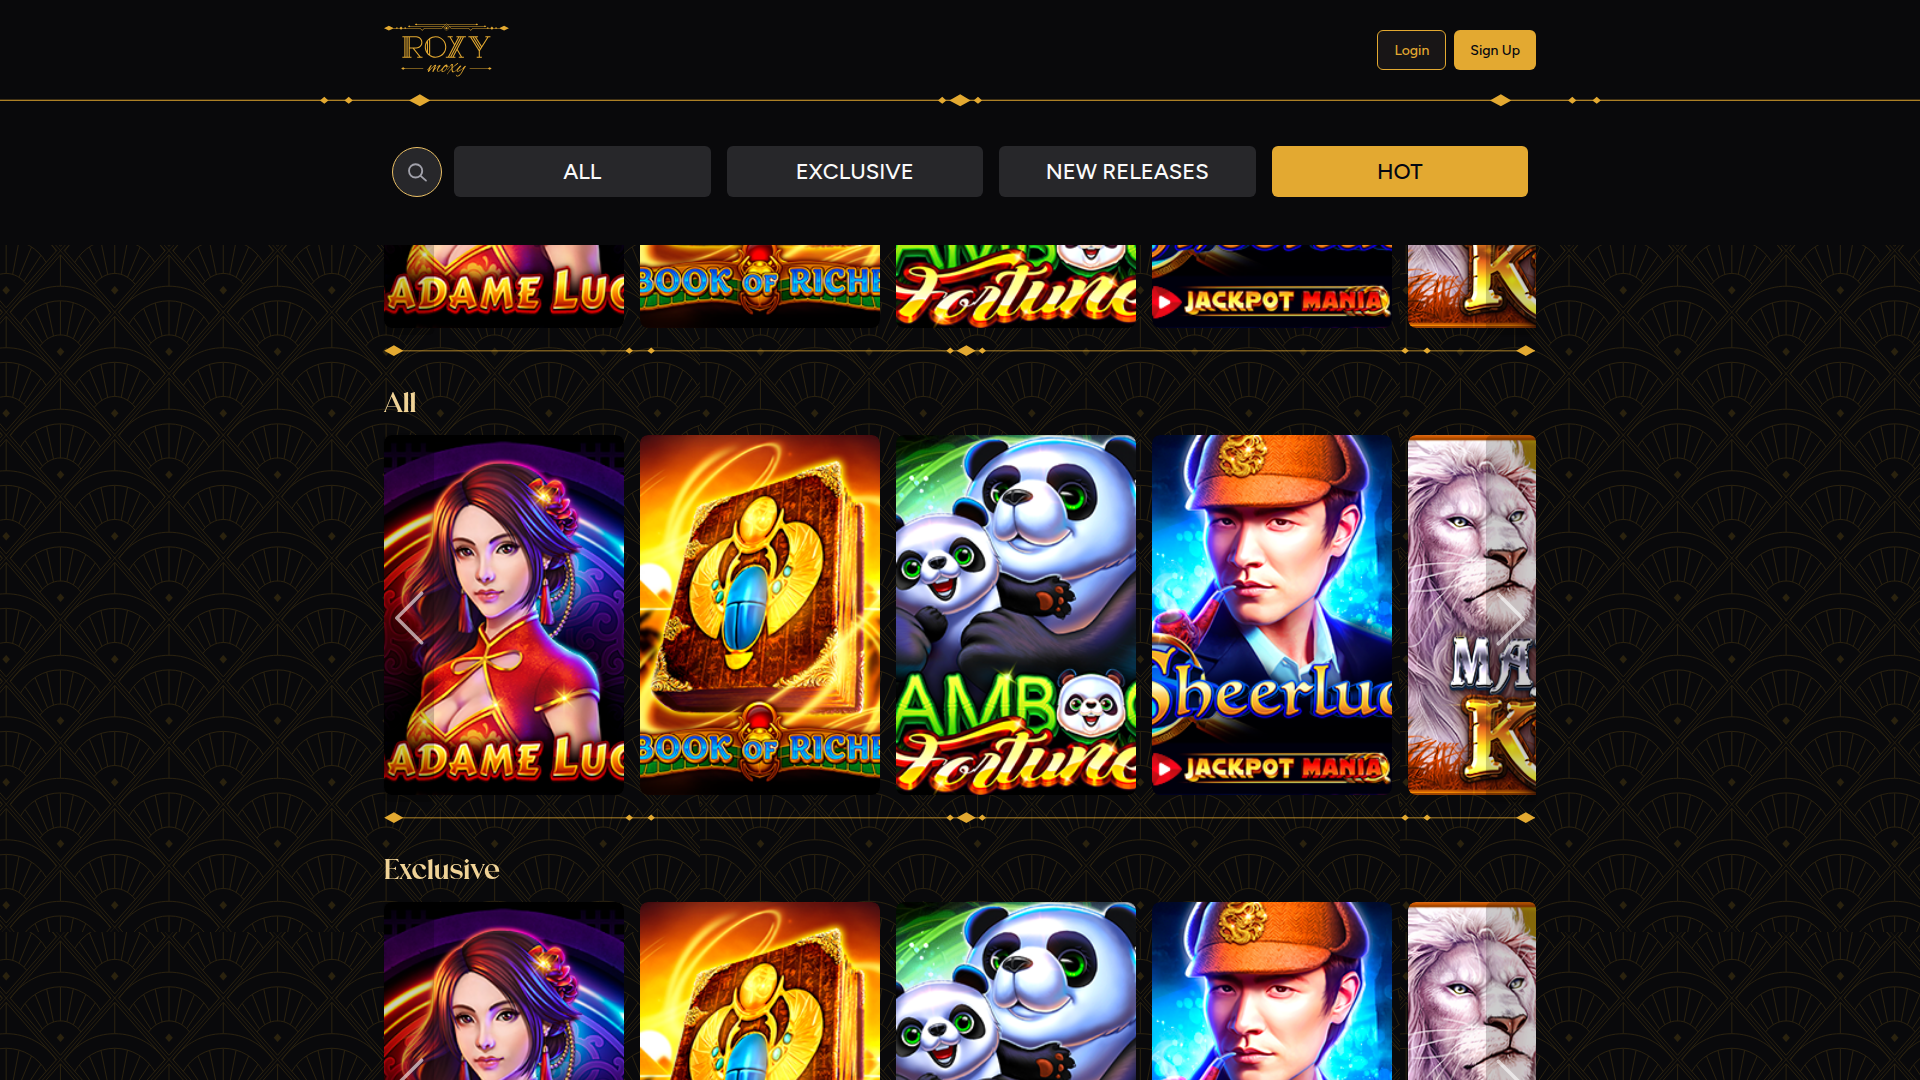 ROXY
moxy
Login
Sign Up
ALL
EXCLUSIVE
NEW RELEASES
HOT
ADAME LUC
BOOK OF RICHE
AMB
Fortune
JACKPOT MANIA
K
All
ADAME LUC
BOOK OF RICHE
AMB
Fortune
Sheerluc
JACKPOT MANIA
MA
K
Exclusive